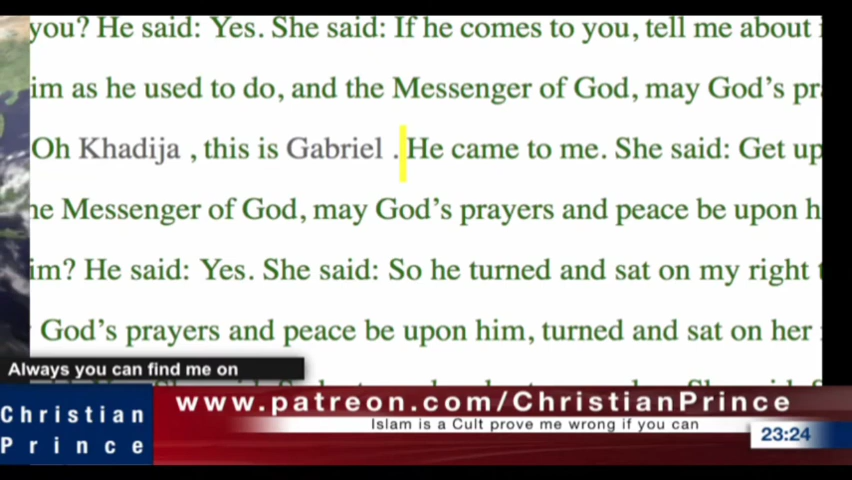 you? He said: Yes. She said: If he comes to you, tell me about
im as he used to do, and the Messenger of God, may God's
Oh Khadija , this is Gabriel . He came to me. She said: Get up
he Messenger of God, may God's prayers and peace be upon
im? He said: Yes. She said: So he turned and sat on my right
God's prayers and peace be upon him, turned and sat on her
Always you can find me on
www.patreon.com/ChristianPrince
Islam is a Cult prove me wrong if you can
Christian
Prince
23:24